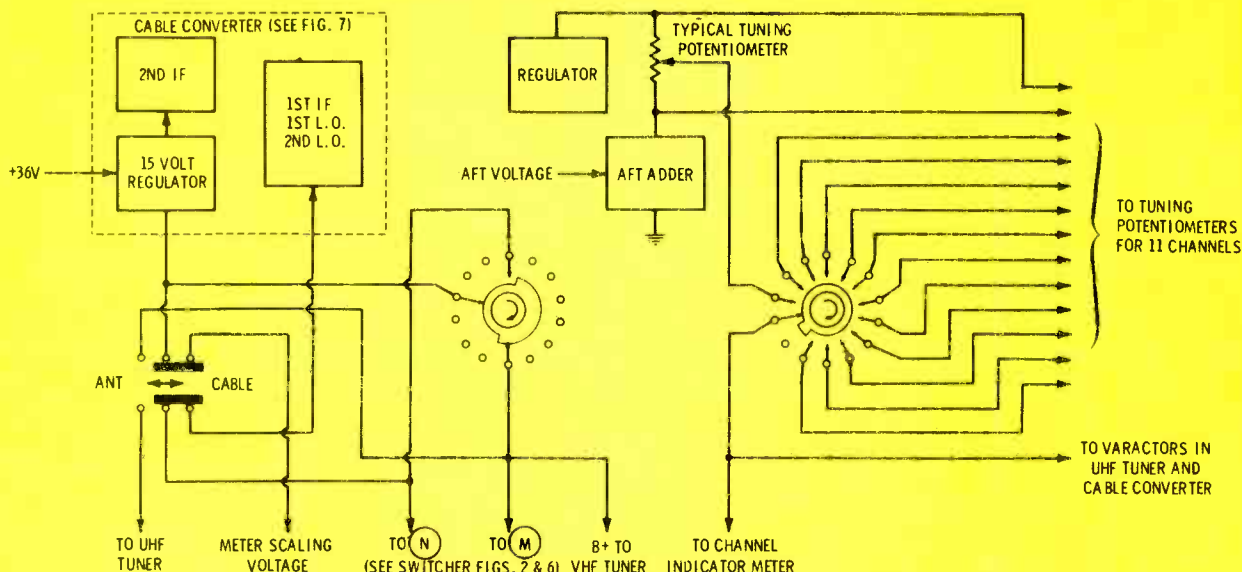 CABLE CONVERTER (SEE FIG. 7)
2ND IF
1ST IF
1ST L.O.
2ND L.O.
+36V
15 VOLT
REGULATOR
ANT
CABLE
TO UHF
TUNER
METER SCALING
VOLTAGE
TO N
TO M
(SEE SWITCHER FIGS. 2 & 6)
B+ TO
VHF TUNER
REGULATOR
TYPICAL TUNING
POTENTIOMETER
AFT VOLTAGE
AFT ADDER
TO TUNING
POTENTIOMETERS
FOR 11 CHANNELS
TO VARACTORS IN
UHF TUNER AND
CABLE CONVERTER
TO CHANNEL
INDICATOR METER